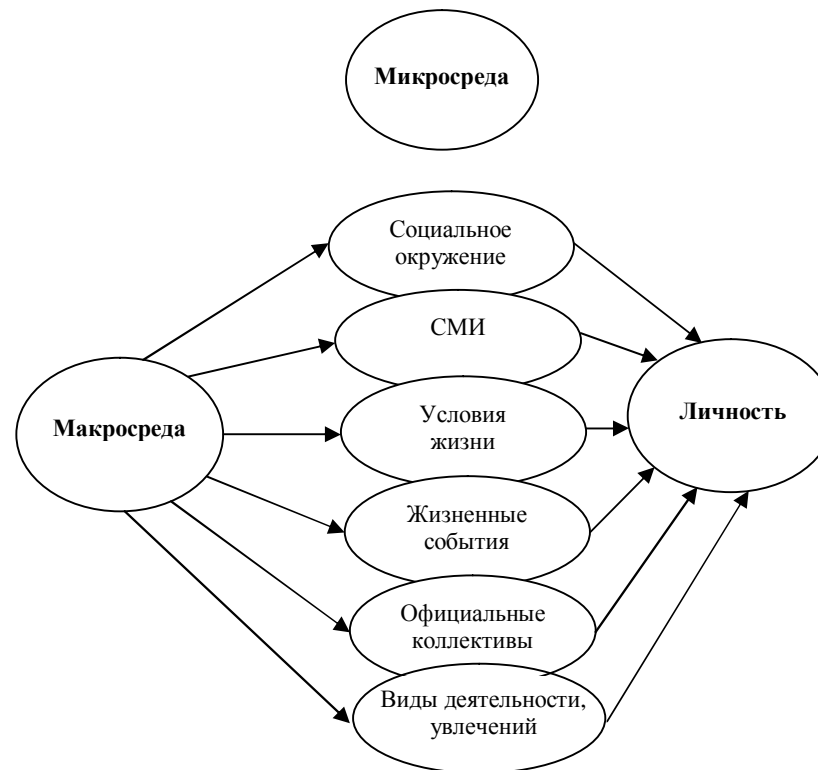 Микросреда
Социальное
окружение
СМИ
Условия
жизни
Макросреда
Личность
Жизненные
события
Официальные
коллективы
Виды деятельности,
увлечений